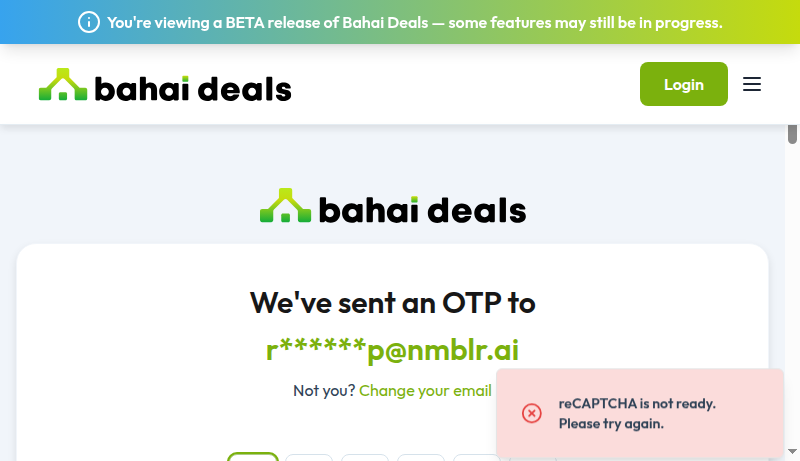 You're viewing a BETA release of Bahai Deals — some features may still be in progress.
bahai deals
Login
bahai deals
We've sent an OTP to
r******p@nmblr.ai
Not you? Change your email
reCAPTCHA is not ready.
Please try again.